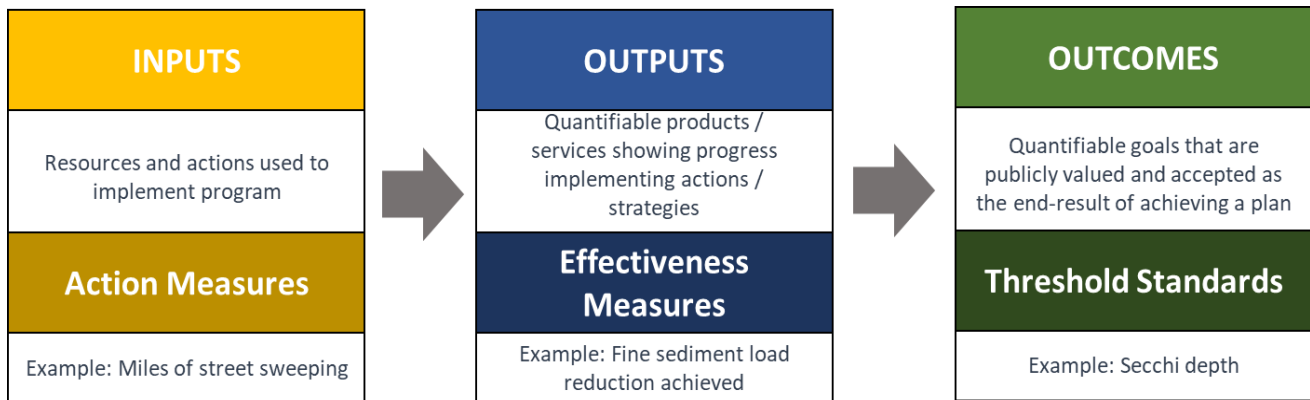 INPUTS
Resources and actions used to
implement program
Action Measures
Example: Miles of street sweeping
OUTPUTS
Quantifiable products /
services showing progress
implementing actions /
strategies
Effectiveness
Measures
Example: Fine sediment load
reduction achieved
OUTCOMES
Quantifiable goals that are
publicly valued and accepted as
the end-result of achieving a plan
Threshold Standards
Example: Secchi depth